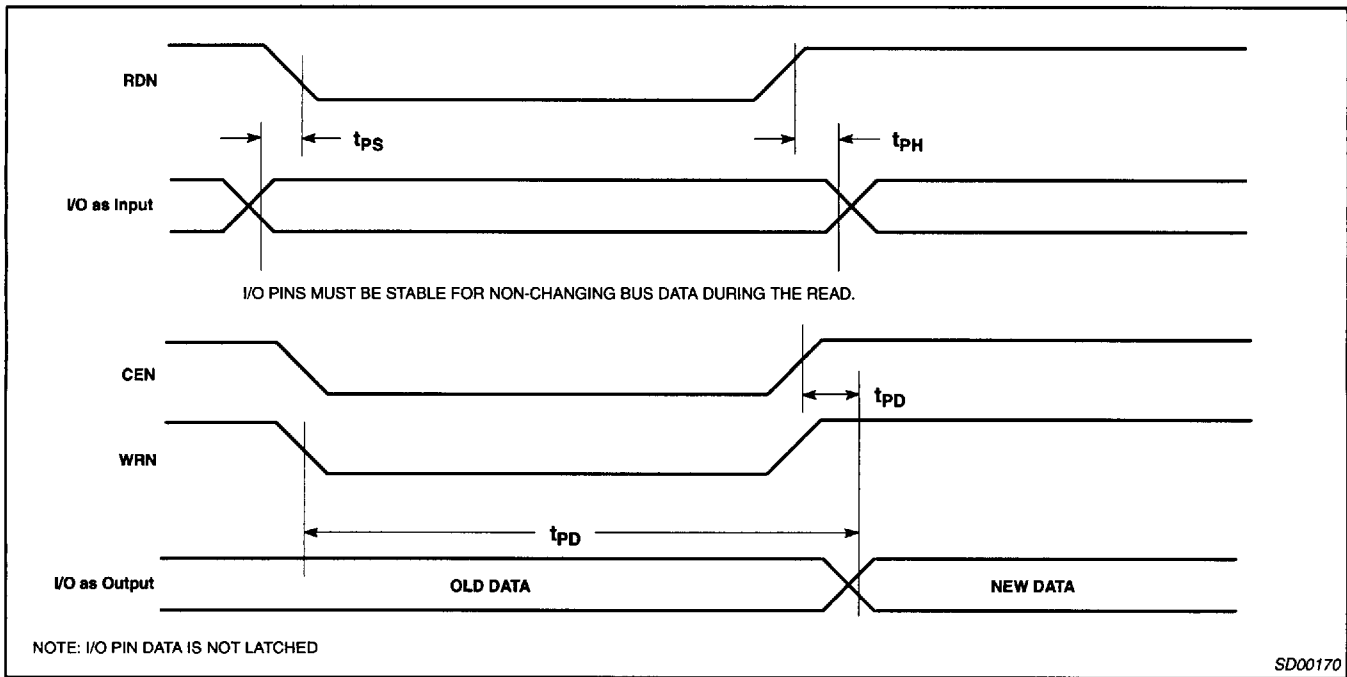 RDN
tPS
tPH
I/O as Input
I/O PINS MUST BE STABLE FOR NON-CHANGING BUS DATA DURING THE READ.
CEN
tPD
WRN
tPD
I/O as Output
OLD DATA
NEW DATA
NOTE: I/O PIN DATA IS NOT LATCHED
SD00170